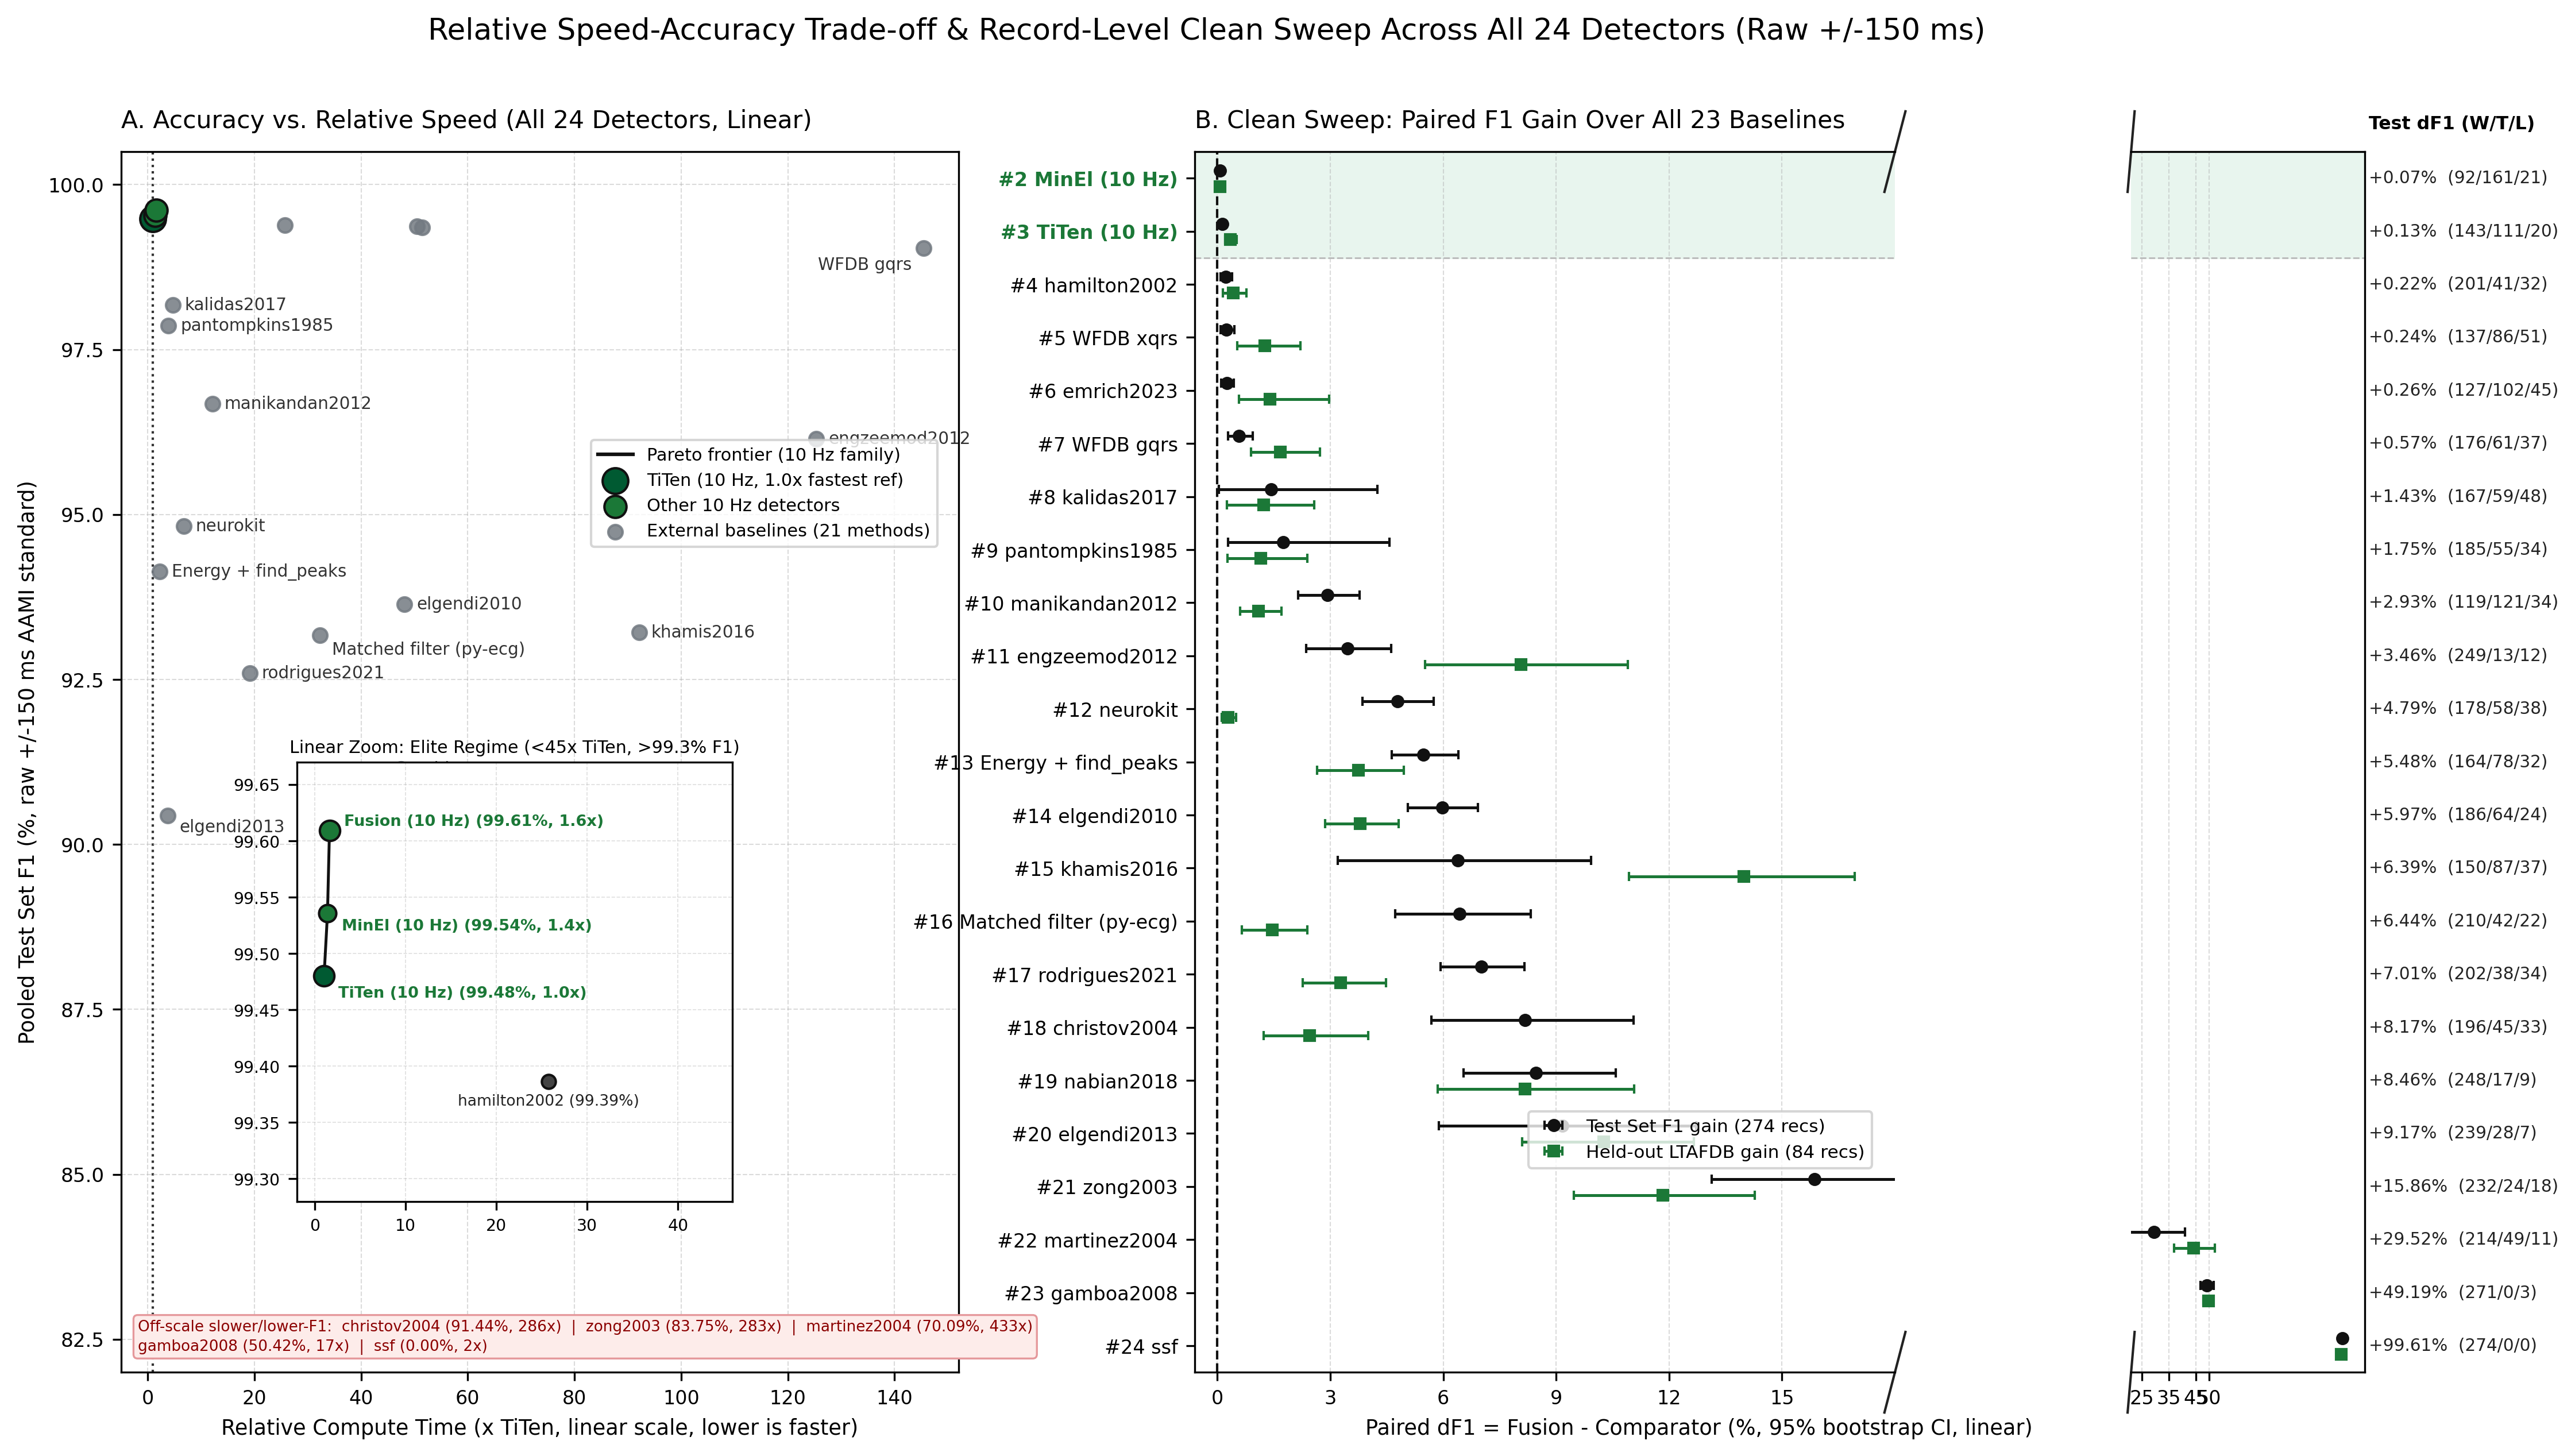 Relative Speed-Accuracy Trade-off & Record-Level Clean Sweep Across All 24 Detectors (Raw +/-150 ms)
A. Accuracy vs. Relative Speed (All 24 Detectors, Linear)
Pooled Test Set F1 (%, raw +/-150 ms AAMI standard)
100.0
97.5
95.0
92.5
90.0
87.5
85.0
82.5
WFDB gqrs
kalidas2017
pantompkins1985
manikandan2012
engzeemod2012
Pareto frontier (10 Hz family)
TiTen (10 Hz, 1.0x fastest ref)
Other 10 Hz detectors
External baselines (21 methods)
neurokit
Energy + find_peaks
elgendi2010
khamis2016
Matched filter (py-ecg)
rodrigues2021
elgendi2013
Linear Zoom: Elite Regime (<45x TiTen, >99.3% F1)
99.65
99.60
99.55
99.50
99.45
99.40
99.35
99.30
Fusion (10 Hz) (99.61%, 1.6x)
MinEl (10 Hz) (99.54%, 1.4x)
TiTen (10 Hz) (99.48%, 1.0x)
hamilton2002 (99.39%)
0 10 20 30 40
Off-scale slower/lower-F1: christov2004 (91.44%, 286x) | zong2003 (83.75%, 283x) | martinez2004 (70.09%, 433x)
gamboa2008 (50.42%, 17x) | ssf (0.00%, 2x)
0 20 40 60 80 100 120 140
Relative Compute Time (x TiTen, linear scale, lower is faster)
B. Clean Sweep: Paired F1 Gain Over All 23 Baselines
Test dF1 (W/T/L)
#2 MinEl (10 Hz) +0.07% (92/161/21)
#3 TiTen (10 Hz) +0.13% (143/111/20)
#4 hamilton2002 +0.22% (201/41/32)
#5 WFDB xqrs +0.24% (137/86/51)
#6 emrich2023 +0.26% (127/102/45)
#7 WFDB gqrs +0.57% (176/61/37)
#8 kalidas2017 +1.43% (167/59/48)
#9 pantompkins1985 +1.75% (185/55/34)
#10 manikandan2012 +2.93% (119/121/34)
#11 engzeemod2012 +3.46% (249/13/12)
#12 neurokit +4.79% (178/58/38)
#13 Energy + find_peaks +5.48% (164/78/32)
#14 elgendi2010 +5.97% (186/64/24)
#15 khamis2016 +6.39% (150/87/37)
#16 Matched filter (py-ecg) +6.44% (210/42/22)
#17 rodrigues2021 +7.01% (202/38/34)
#18 christov2004 +8.17% (196/45/33)
#19 nabian2018 +8.46% (248/17/9)
#20 elgendi2013 +9.17% (239/28/7)
#21 zong2003 +15.86% (232/24/18)
#22 martinez2004 +29.52% (214/49/11)
#23 gamboa2008 +49.19% (271/0/3)
#24 ssf +99.61% (274/0/0)
Test Set F1 gain (274 recs)
Held-out LTAFDB gain (84 recs)
0 3 6 9 12 15 25 35 45 50
Paired dF1 = Fusion - Comparator (%, 95% bootstrap CI, linear)